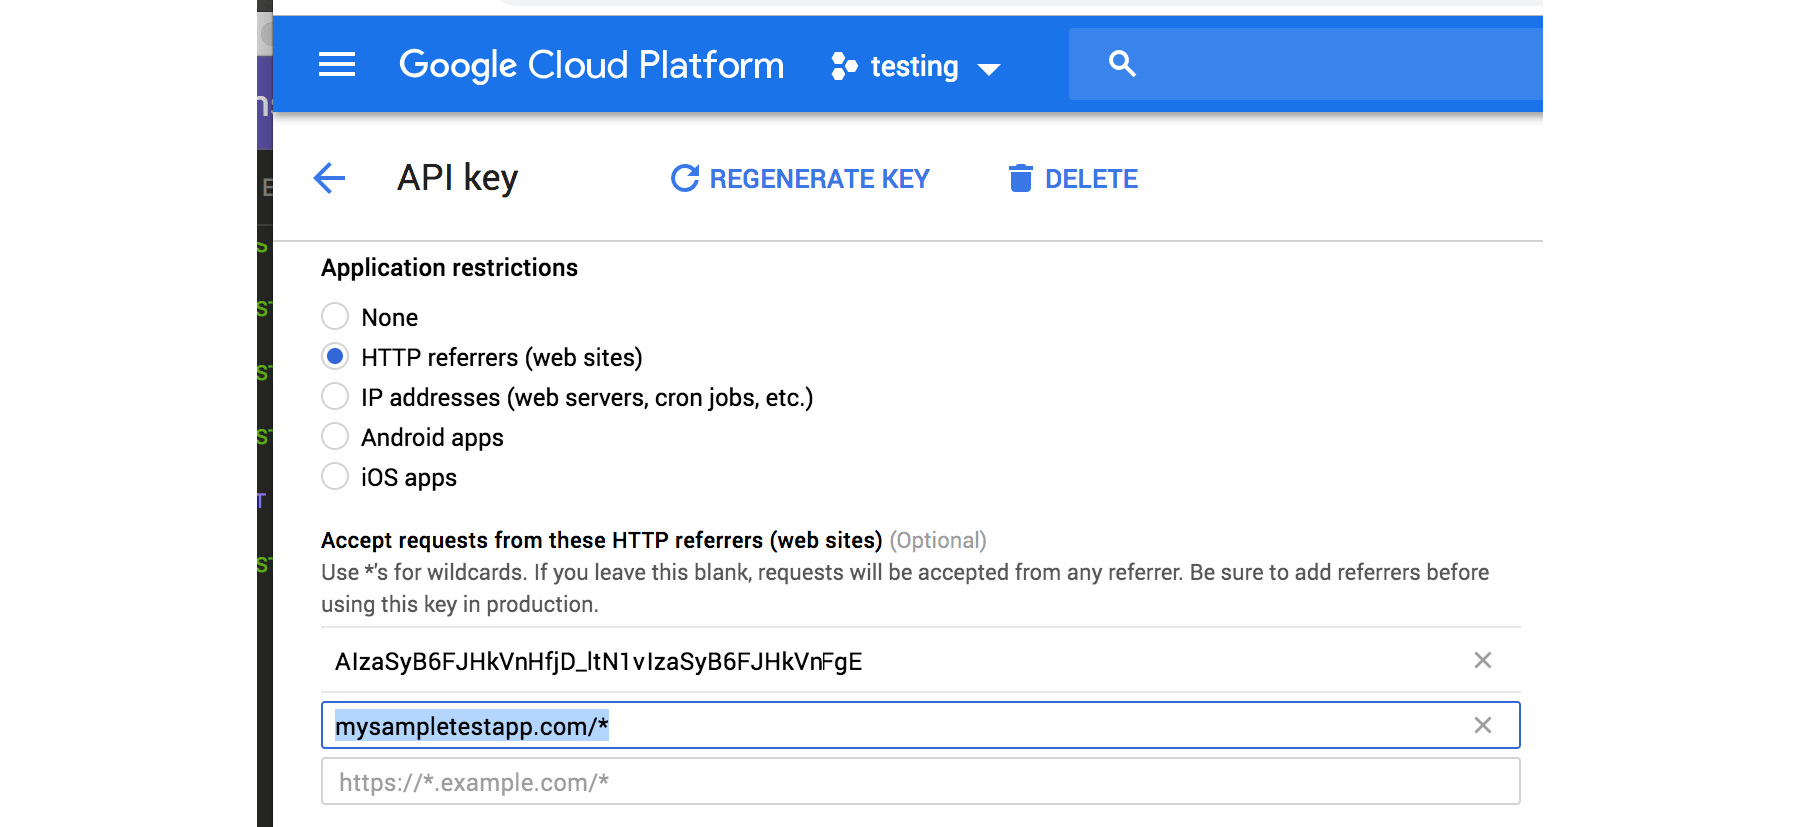 Google Cloud Platform testing
API key REGENERATE KEY DELETE
Application restrictions
None
HTTP referrers (web sites)
IP addresses (web servers, cron jobs, etc.)
Android apps
iOS apps
Accept requests from these HTTP referrers (web sites) (Optional)
Use *'s for wildcards. If you leave this blank, requests will be accepted from any referrer. Be sure to add referrers before
using this key in production.
AIzaSyB6FJHkVnHfjD_ltN1vIzaSyB6FJHkVnFgE
mysampletestapp.com/*
https://*.example.com/*